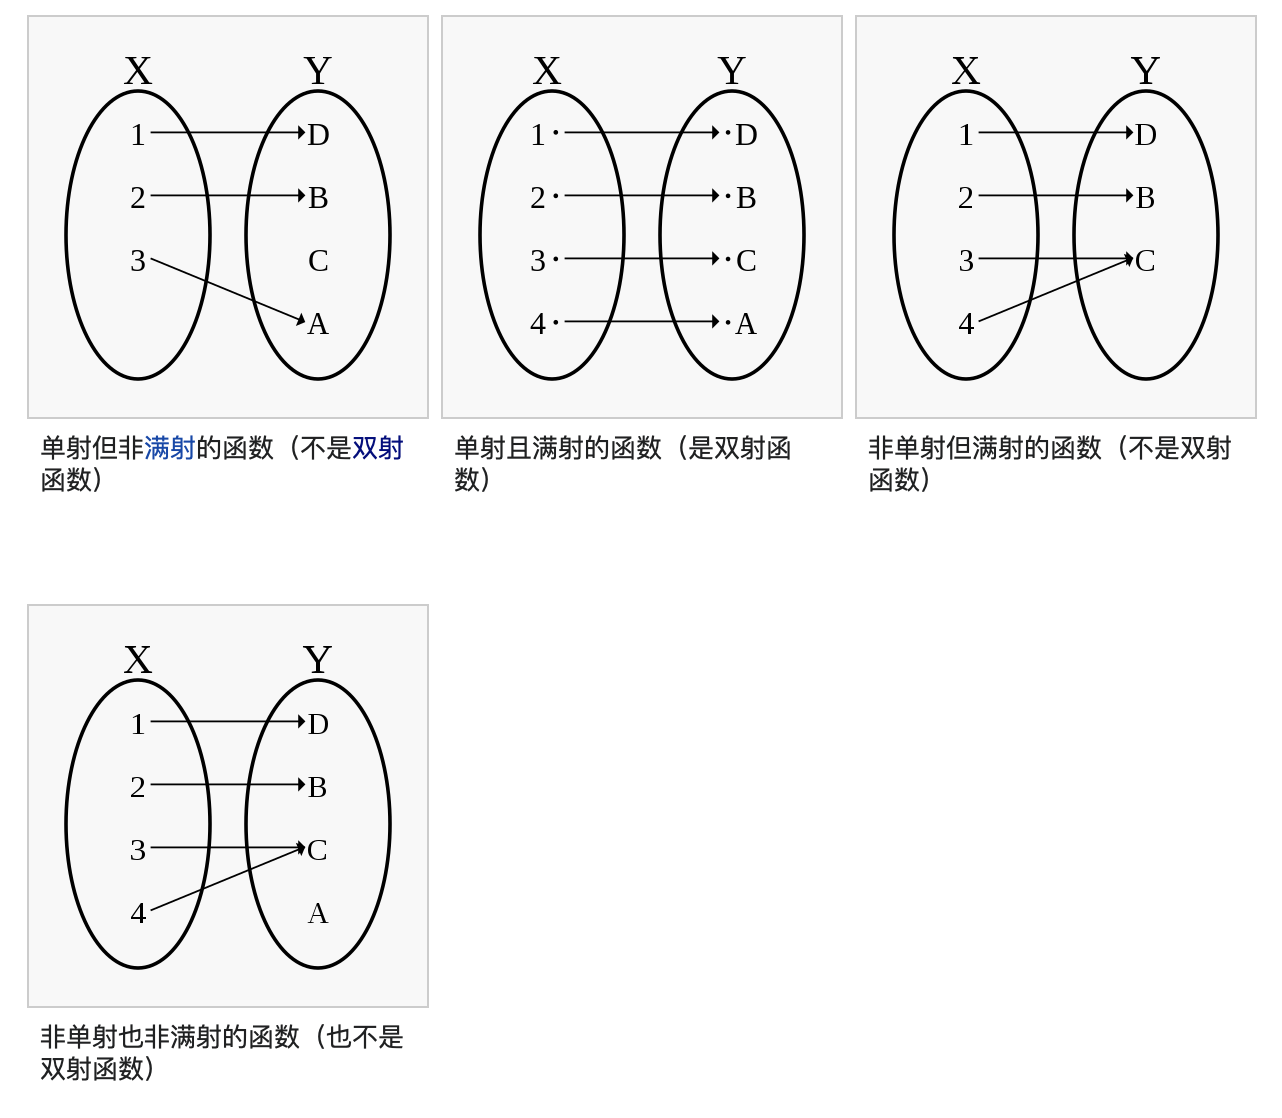 X Y
1 D
2 B
3 C
A
单射但非满射的函数（不是双射
函数）
X Y
1 · · D
2 · · B
3 · · C
4 · · A
单射且满射的函数（是双射函
数）
X Y
1 D
2 B
3 C
4
非单射但满射的函数（不是双射
函数）
X Y
1 D
2 B
3 C
4 A
非单射也非满射的函数（也不是
双射函数）